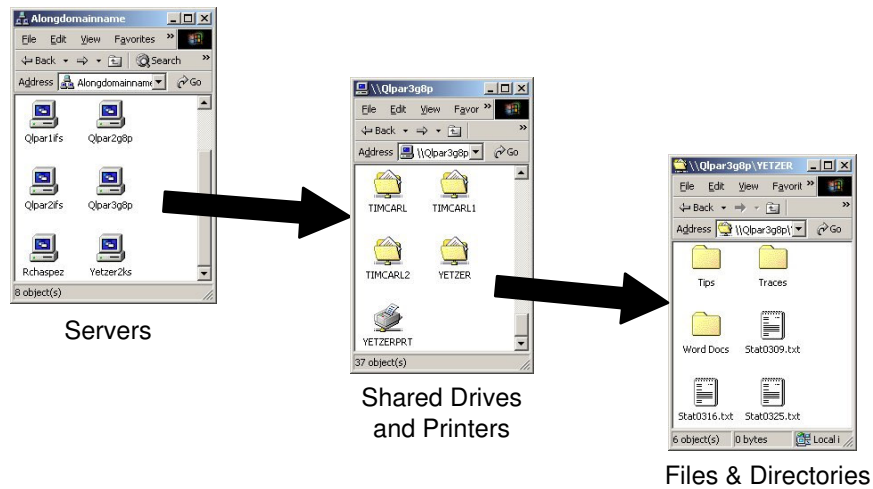 Alongdomainname
File Edit View Favorites »
Back Search »
Address Alongdomainname Go
Qlpar1ifs Qlpar2g8p
Qlpar2ifs Qlpar3g8p
Rchaspez Yetzer2ks
8 object(s)
Servers
\\Qlpar3g8p
File Edit View Favor »
Back »
Address \\Qlpar3g8p Go
TIMCARL TIMCARL1
TIMCARL2 YETZER
YETZERPRT
37 object(s)
Shared Drives
and Printers
\\Qlpar3g8p\YETZER
File Edit View Favorit »
Back »
Address \\Qlpar3g8p\ Go
Tips Traces
Word Docs Stat0309.txt
Stat0316.txt Stat0325.txt
6 object(s) 0 bytes Local i
Files & Directories